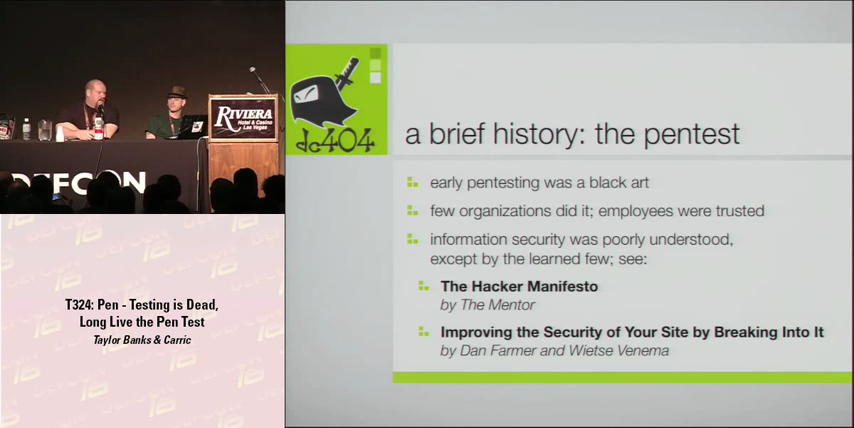 RIVIERA
Hotel & Casino
Las Vegas
DEFCON
T324: Pen - Testing is Dead,
Long Live the Pen Test
Taylor Banks & Carric
dc404
a brief history: the pentest
early pentesting was a black art
few organizations did it; employees were trusted
information security was poorly understood,
except by the learned few; see:
The Hacker Manifesto
by The Mentor
Improving the Security of Your Site by Breaking Into It
by Dan Farmer and Wietse Venema